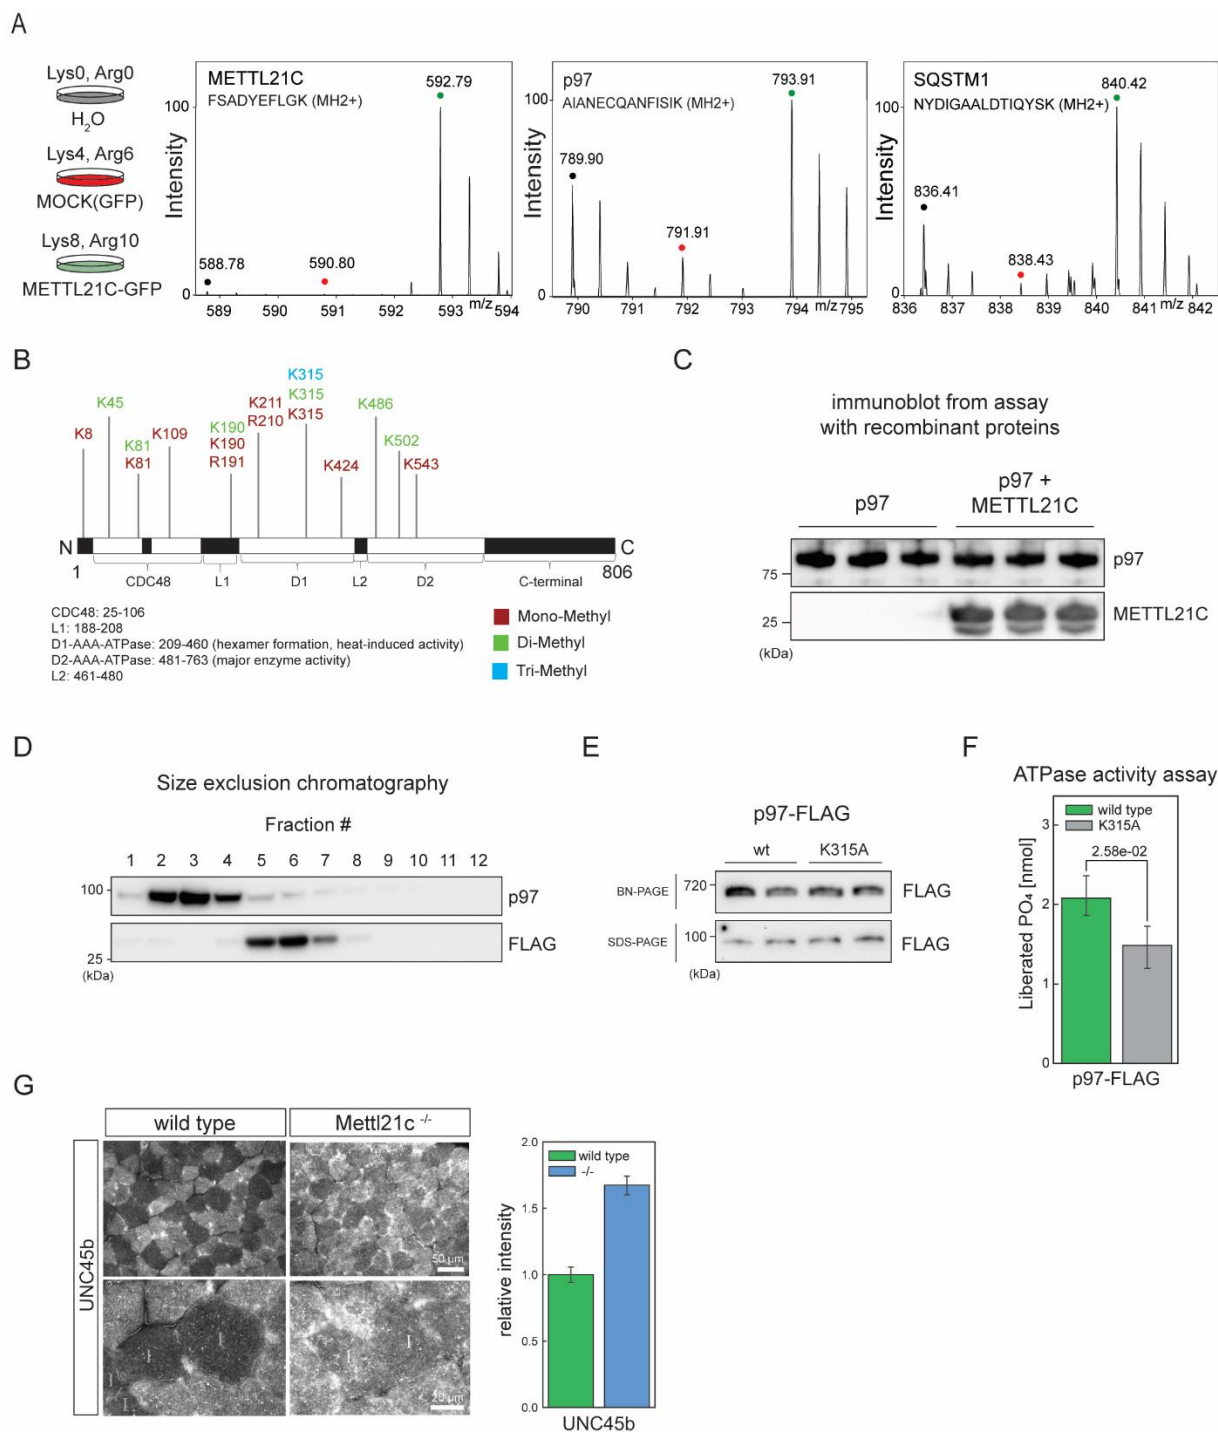 A
Lys0, Arg0
H₂O
Lys4, Arg6
MOCK(GFP)
Lys8, Arg10
METTL21C-GFP
METTL21C
FSADYEFLGK (MH2+)
592.79
100
Intensity
588.78
590.80
0
589 590 591 592 593 594
m/z
p97
AIANECQANFISIK (MH2+)
793.91
100
Intensity
789.90
791.91
0
790 791 792 793 794 795
m/z
SQSTM1
NYDIGAALDTIQYSK (MH2+)
840.42
100
Intensity
836.41
838.43
0
836 837 838 839 840 841 842
m/z
B
K8
K45
K81
K81
K109
K190
K190
R191
K211
R210
K315
K315
K315
K424
K486
K502
K543
N
C
1
CDC48
L1
D1
L2
D2
C-terminal
806
CDC48: 25-106
L1: 188-208
D1-AAA-ATPase: 209-460 (hexamer formation, heat-induced activity)
D2-AAA-ATPase: 481-763 (major enzyme activity)
L2: 461-480
Mono-Methyl
Di-Methyl
Tri-Methyl
C
immunoblot from assay
with recombinant proteins
p97
p97 +
METTL21C
75
p97
25
METTL21C
(kDa)
D
Size exclusion chromatography
Fraction #
1 2 3 4 5 6 7 8 9 10 11 12
100
p97
FLAG
25
(kDa)
E
p97-FLAG
wt K315A
BN-PAGE
720
FLAG
SDS-PAGE
100
FLAG
(kDa)
F
ATPase activity assay
wild type
K315A
2.58e-02
Liberated PO₄ [nmol]
3
2
1
0
p97-FLAG
G
wild type
Mettl21c -/-
UNC45b
50 µm
I
I
I
I
I
I
20 µm
wild type
-/-
relative intensity
2.0
1.5
1.0
0.5
0.0
UNC45b